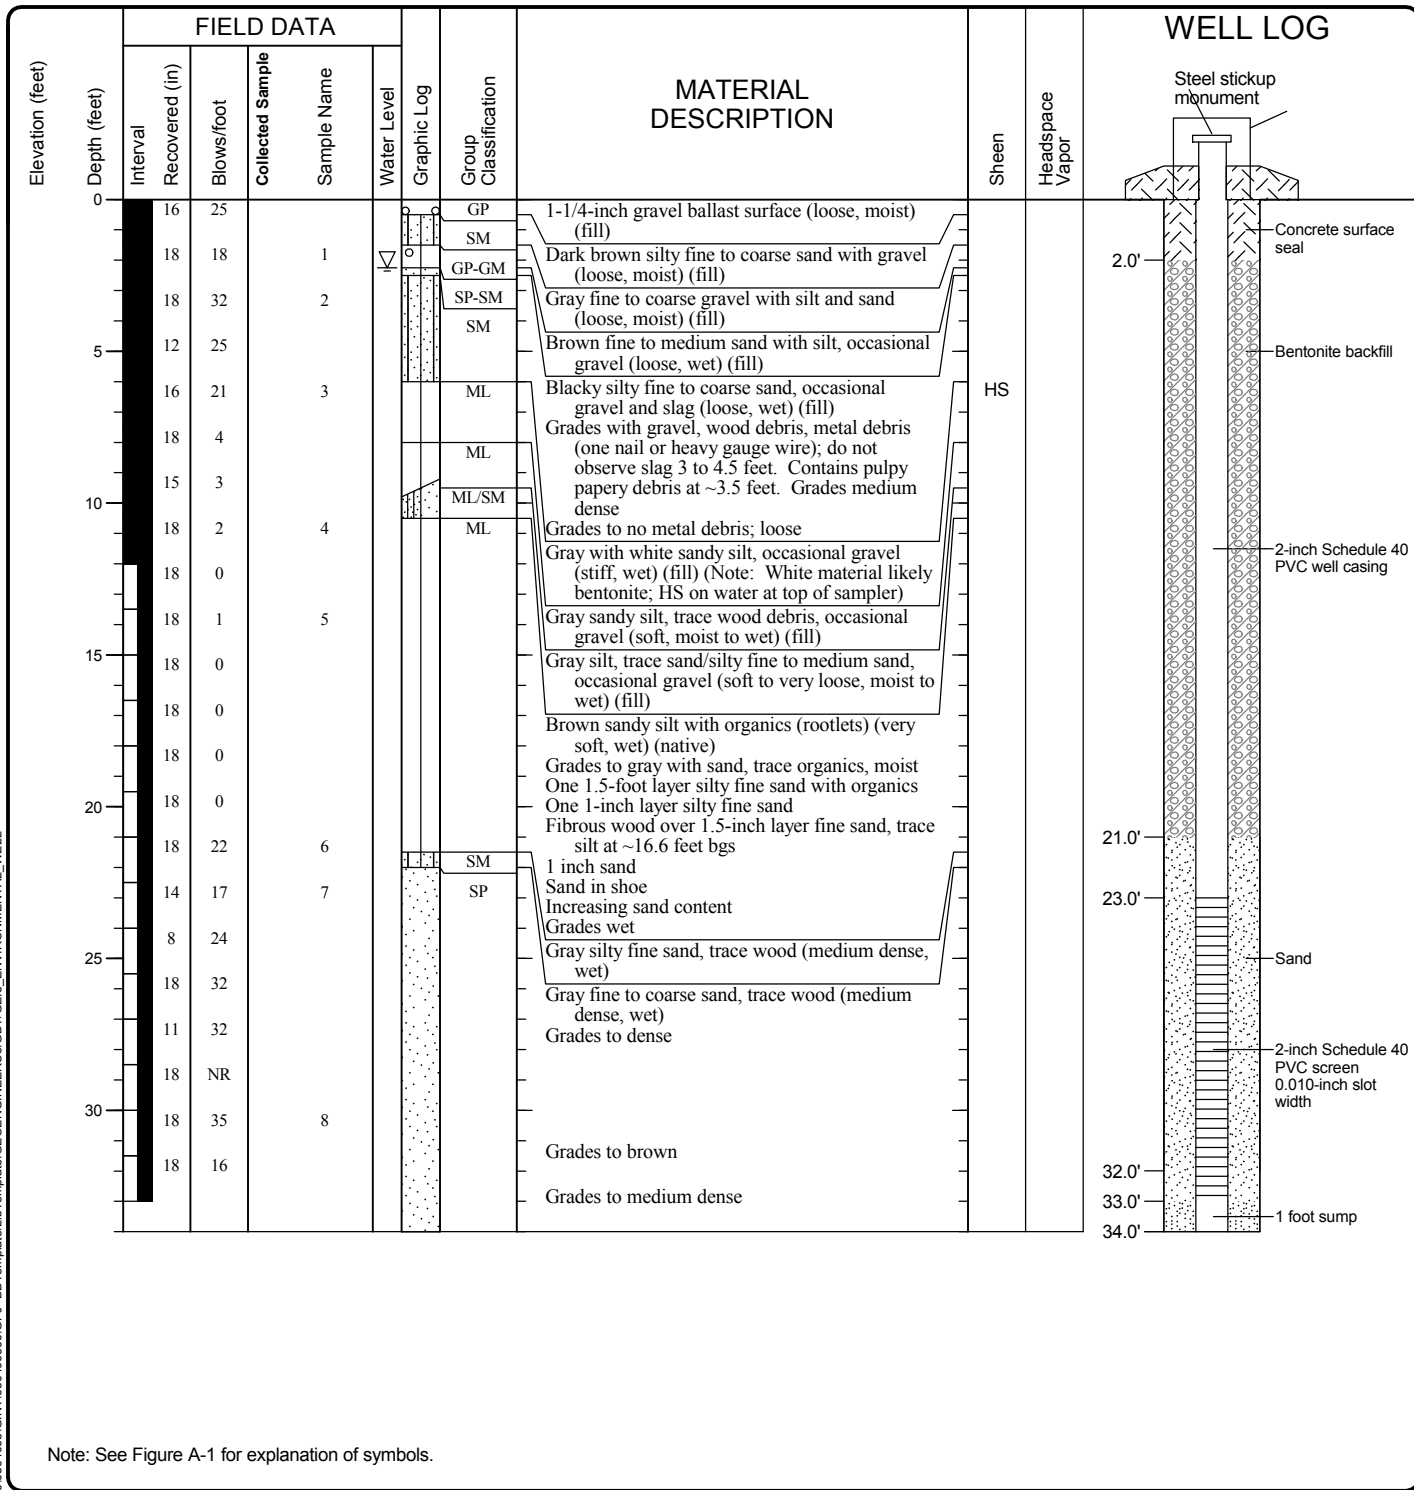 FIELD DATA
WELL LOG
Elevation (feet)
Depth (feet)
Interval
Recovered (in)
Blows/foot
Collected Sample
Sample Name
Water Level
Graphic Log
Group
Classification
MATERIAL
DESCRIPTION
Sheen
Headspace
Vapor
Steel stickup
monument
0
16 25
18 18 1
18 32 2
12 25
5
16 21 3
18 4
15 3
10
18 2 4
18 0
18 1 5
15
18 0
18 0
18 0
20
18 0
18 22 6
14 17 7
8 24
25
18 32
11 32
18 NR
30
18 35 8
18 16
GP
SM
GP-GM
SP-SM
SM
ML
ML
ML/SM
ML
SM
SP
1-1/4-inch gravel ballast surface (loose, moist)
(fill)
Dark brown silty fine to coarse sand with gravel
(loose, moist) (fill)
Gray fine to coarse gravel with silt and sand
(loose, moist) (fill)
Brown fine to medium sand with silt, occasional
gravel (loose, wet) (fill)
Blacky silty fine to coarse sand, occasional
gravel and slag (loose, wet) (fill)
Grades with gravel, wood debris, metal debris
(one nail or heavy gauge wire); do not
observe slag 3 to 4.5 feet. Contains pulpy
papery debris at ~3.5 feet. Grades medium
dense
Grades to no metal debris; loose
Gray with white sandy silt, occasional gravel
(stiff, wet) (fill) (Note: White material likely
bentonite; HS on water at top of sampler)
Gray sandy silt, trace wood debris, occasional
gravel (soft, moist to wet) (fill)
Gray silt, trace sand/silty fine to medium sand,
occasional gravel (soft to very loose, moist to
wet) (fill)
Brown sandy silt with organics (rootlets) (very
soft, wet) (native)
Grades to gray with sand, trace organics, moist
One 1.5-foot layer silty fine sand with organics
One 1-inch layer silty fine sand
Fibrous wood over 1.5-inch layer fine sand, trace
silt at ~16.6 feet bgs
1 inch sand
Sand in shoe
Increasing sand content
Grades wet
Gray silty fine sand, trace wood (medium dense,
wet)
Gray fine to coarse sand, trace wood (medium
dense, wet)
Grades to dense
Grades to brown
Grades to medium dense
HS
Concrete surface
seal
2.0'
Bentonite backfill
2-inch Schedule 40
PVC well casing
21.0'
23.0'
Sand
2-inch Schedule 40
PVC screen
0.010-inch slot
width
32.0'
33.0'
1 foot sump
34.0'
Note: See Figure A-1 for explanation of symbols.